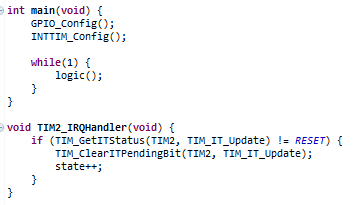 int main(void) {
    GPIO_Config();
    INTTIM_Config();

    while(1) {
        logic();
    }
}

void TIM2_IRQHandler(void) {
    if (TIM_GetITStatus(TIM2, TIM_IT_Update) != RESET) {
        TIM_ClearITPendingBit(TIM2, TIM_IT_Update);
        state++;
    }
}